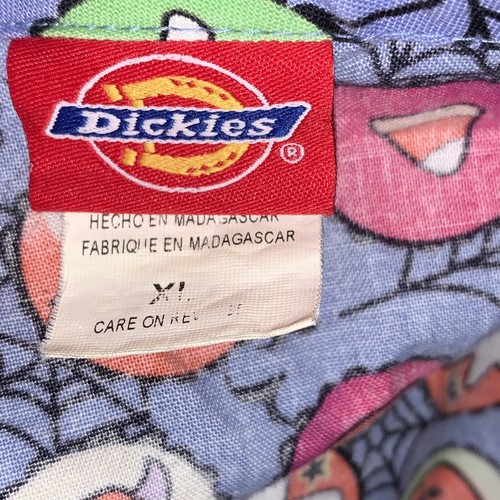 Dickies
®
HECHO EN MADAGASCAR
FABRIQUE EN MADAGASCAR
XL
CARE ON